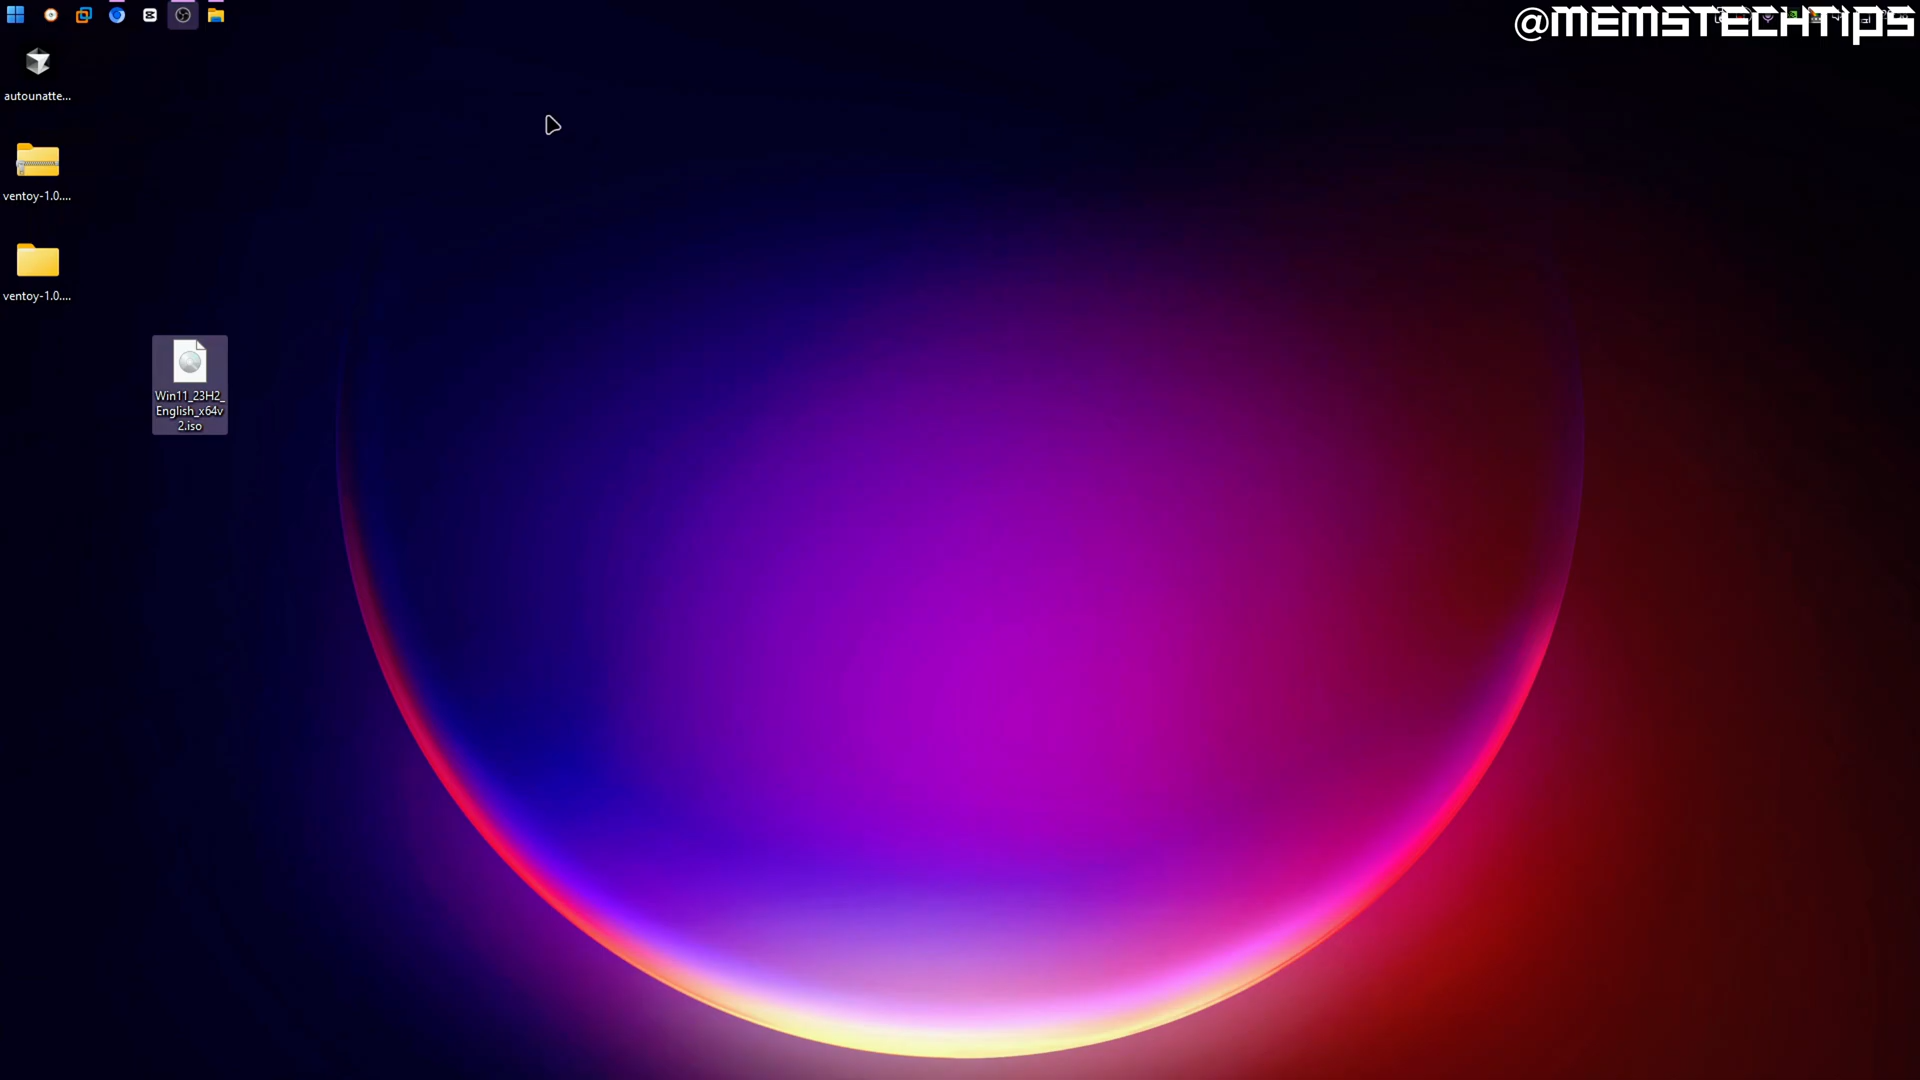 @MEMSTECHTIPS
autounatte...
ventoy-1.0....
ventoy-1.0....
Win11_23H2_
English_x64v
2.iso